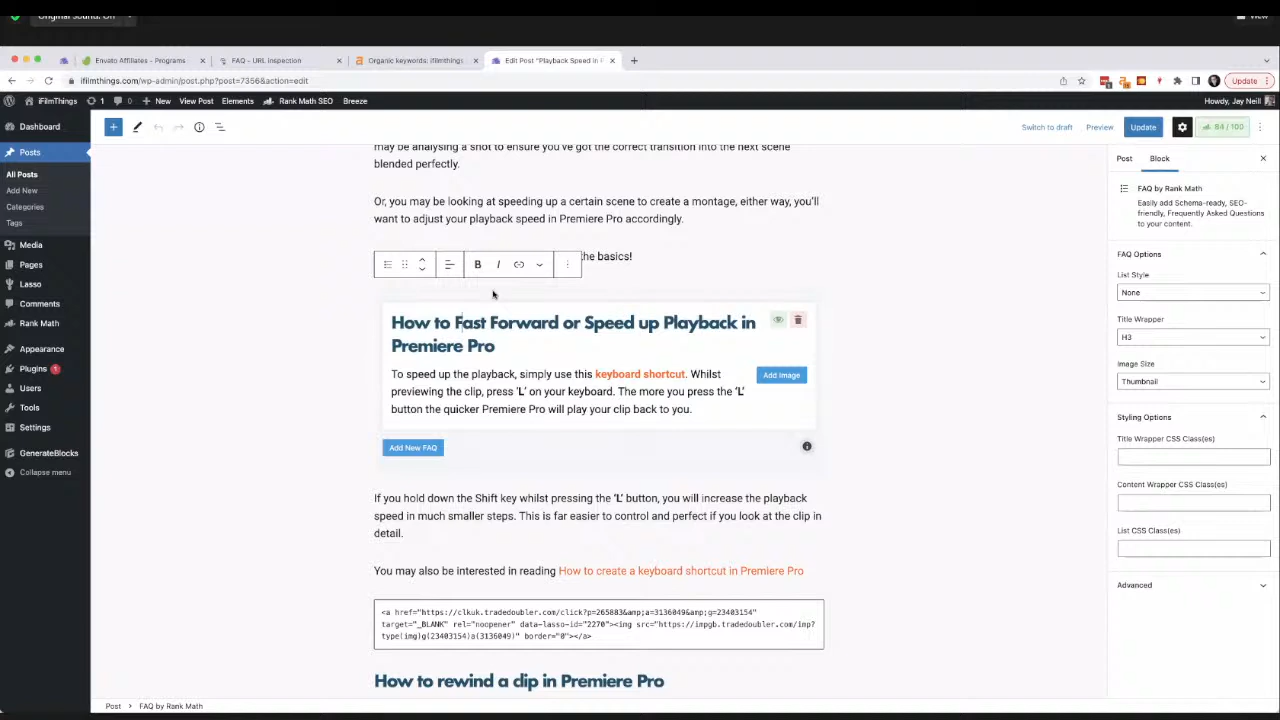 Original Sound: On
View
Envato Affiliates - Programs
FAQ - URL Inspection
Organic keywords: ifilmthings
Edit Post "Playback Speed in
ifilmthings.com/wp-admin/post.php?post=7356&action=edit
Update
iFilmThings
1
0
New
View Post
Elements
Rank Math SEO
Breeze
Howdy, Jay Neill
Dashboard
Posts
All Posts
Add New
Categories
Tags
Media
Pages
Lasso
Comments
Rank Math
Appearance
Plugins 1
Users
Tools
Settings
GenerateBlocks
Collapse menu
Switch to draft
Preview
Update
84 / 100
may be analysing a shot to ensure you've got the correct transition into the next scene
blended perfectly.
Or, you may be looking at speeding up a certain scene to create a montage, either way, you'll
want to adjust your playback speed in Premiere Pro accordingly.
the basics!
B I
How to Fast Forward or Speed up Playback in
Premiere Pro
To speed up the playback, simply use this keyboard shortcut. Whilst
previewing the clip, press 'L' on your keyboard. The more you press the 'L'
button the quicker Premiere Pro will play your clip back to you.
Add Image
Add New FAQ
If you hold down the Shift key whilst pressing the 'L' button, you will increase the playback
speed in much smaller steps. This is far easier to control and perfect if you look at the clip in
detail.
You may also be interested in reading How to create a keyboard shortcut in Premiere Pro
<a href="https://clkuk.tradedoubler.com/click?p=265883&amp;a=3136049&amp;g=23403154"
target="_BLANK" rel="noopener" data-lasso-id="2270"><img src="https://impgb.tradedoubler.com/imp?
type(img)g(23403154)a(3136049)" border="0"></a>
How to rewind a clip in Premiere Pro
Post
Block
FAQ by Rank Math
Easily add Schema-ready, SEO-
friendly, Frequently Asked Questions
to your content.
FAQ Options
List Style
None
Title Wrapper
H3
Image Size
Thumbnail
Styling Options
Title Wrapper CSS Class(es)
Content Wrapper CSS Class(es)
List CSS Class(es)
Advanced
Post › FAQ by Rank Math